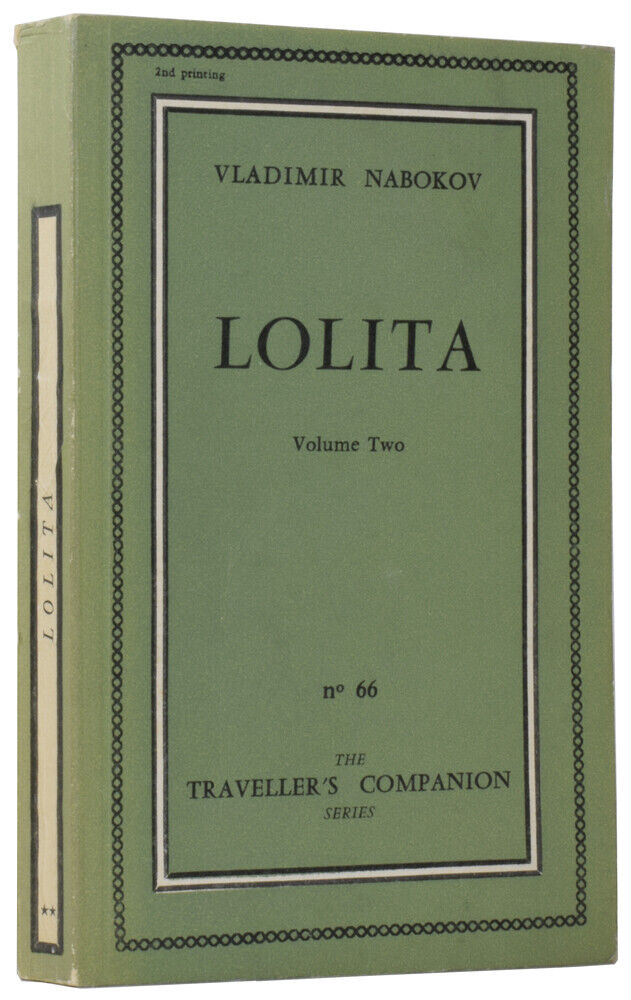 2nd printing
VLADIMIR NABOKOV
LOLITA
Volume Two
nº 66
THE
TRAVELLER'S COMPANION
SERIES
LOLITA
**